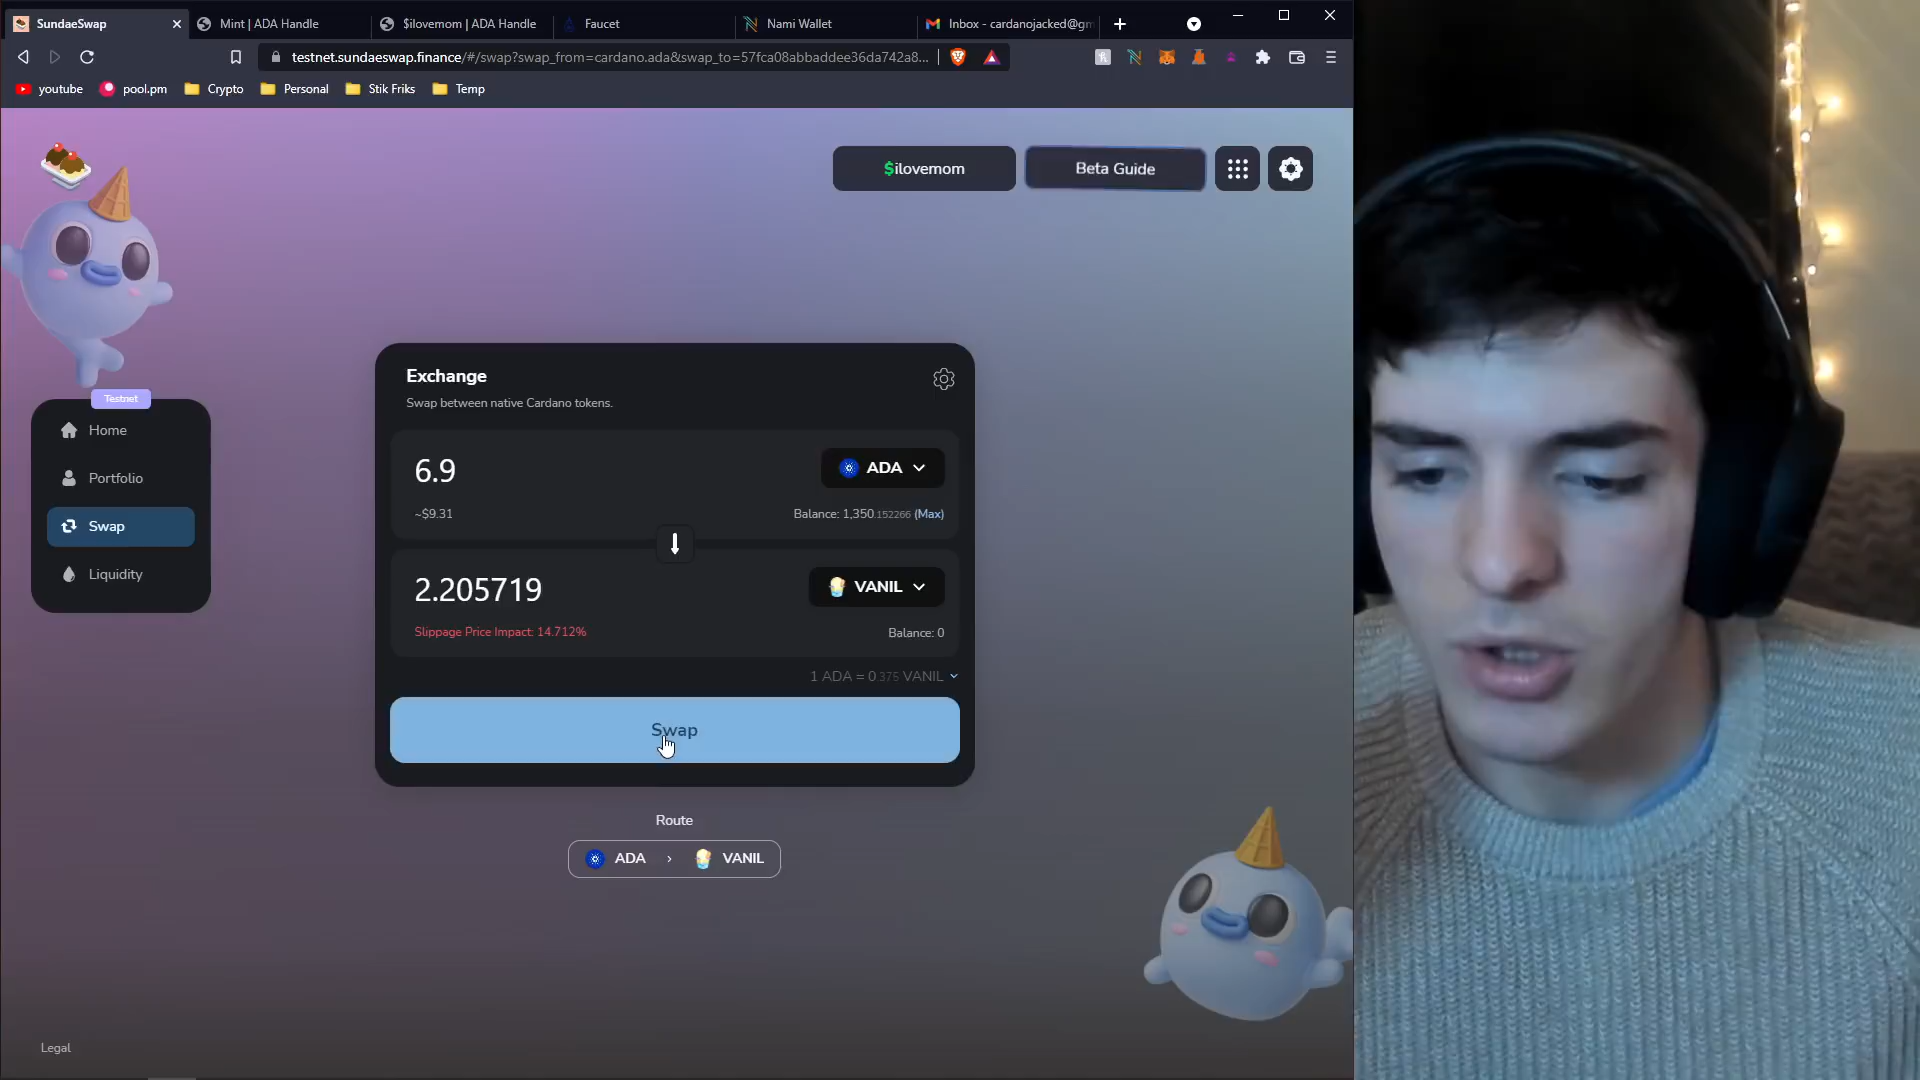 SundaeSwap
Mint | ADA Handle
$ilovemom | ADA Handle
Faucet
Nami Wallet
Inbox - cardanojacked@gm
testnet.sundaeswap.finance/#/swap?swap_from=cardano.ada&swap_to=57fca08abbaddee36da742a8...
youtube
pool.pm
Crypto
Personal
Stik Friks
Temp
$ilovemom
Beta Guide
Testnet
Home
Portfolio
Swap
Liquidity
Exchange
Swap between native Cardano tokens.
6.9
ADA
~$9.31
Balance: 1,350.152266 (Max)
2.205719
VANIL
Slippage Price Impact: 14.712%
Balance: 0
1 ADA = 0.375 VANIL
Swap
Route
ADA > VANIL
Legal